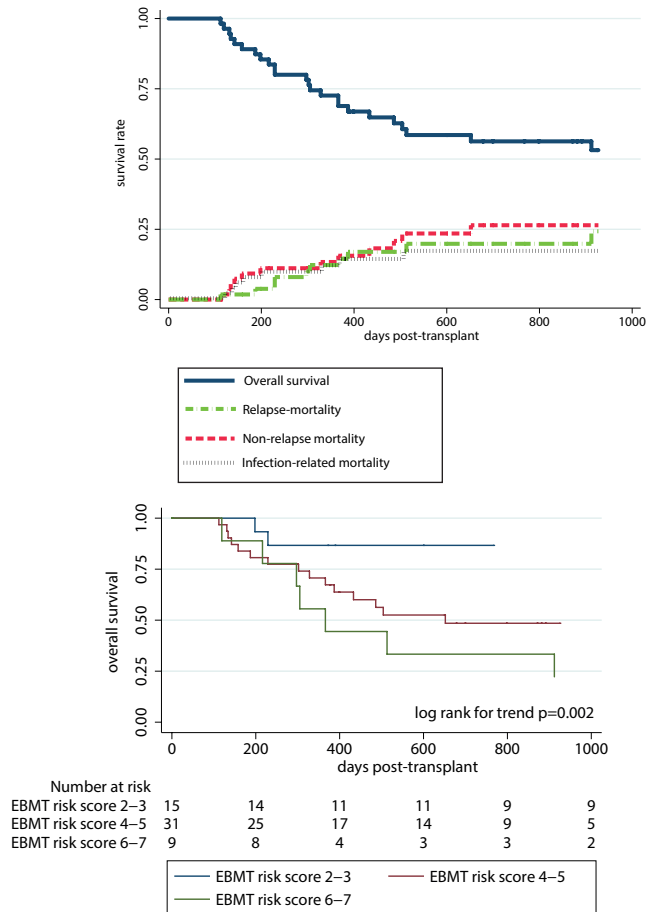 1.00
0.75
0.50
0.25
0.00
survival rate
0 200 400 600 800 1000
days post-transplant
Overall survival
Relapse-mortality
Non-relapse mortality
Infection-related mortality
1.00
0.75
0.50
0.25
0.00
overall survival
log rank for trend p=0.002
0 200 400 600 800 1000
days post-transplant
Number at risk
EBMT risk score 2–3 15 14 11 11 9 9
EBMT risk score 4–5 31 25 17 14 9 5
EBMT risk score 6–7 9 8 4 3 3 2
EBMT risk score 2–3 EBMT risk score 4–5
EBMT risk score 6–7